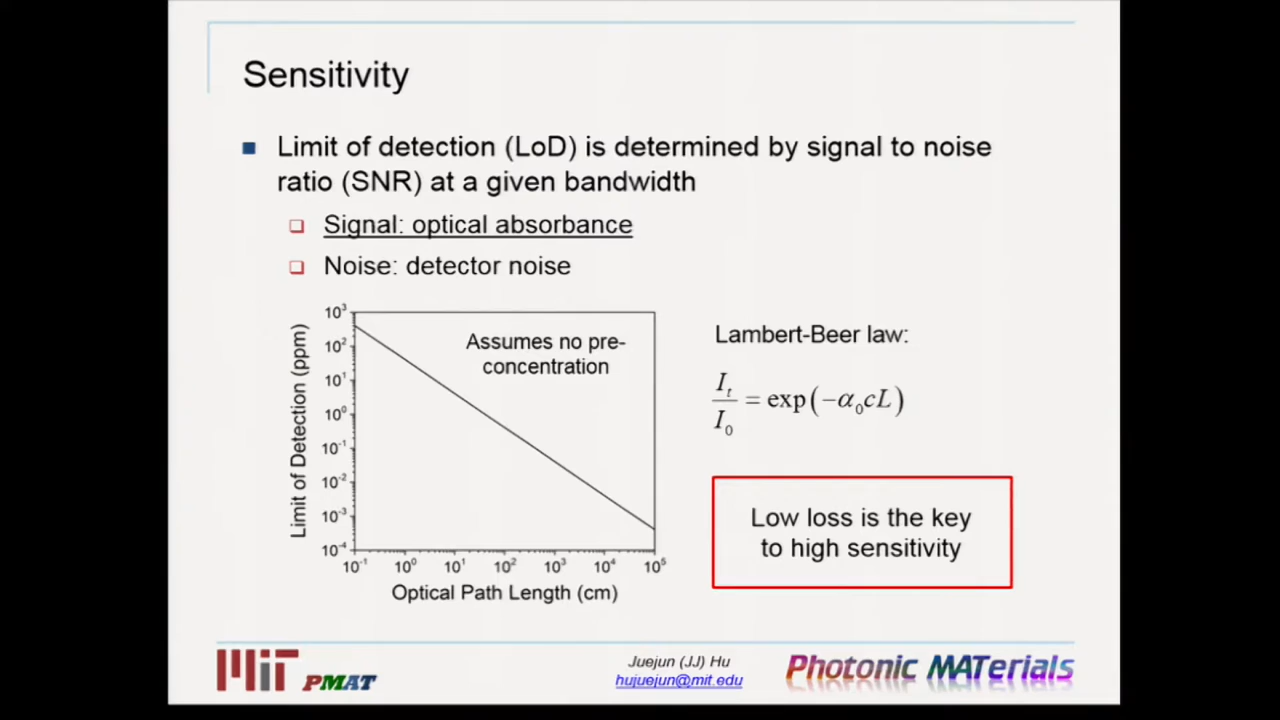 Sensitivity
Limit of detection (LoD) is determined by signal to noise
ratio (SNR) at a given bandwidth
Signal: optical absorbance
Noise: detector noise
Limit of Detection (ppm)
10³
10²
10¹
10⁰
10⁻¹
10⁻²
10⁻³
10⁻⁴
Assumes no pre-
concentration
10⁻¹ 10⁰ 10¹ 10² 10³ 10⁴ 10⁵
Optical Path Length (cm)
Lambert-Beer law:
I_t / I_0 = exp(−α₀cL)
Low loss is the key
to high sensitivity
MIT PMAT
Juejun (JJ) Hu
hujuejun@mit.edu
Photonic MATerials